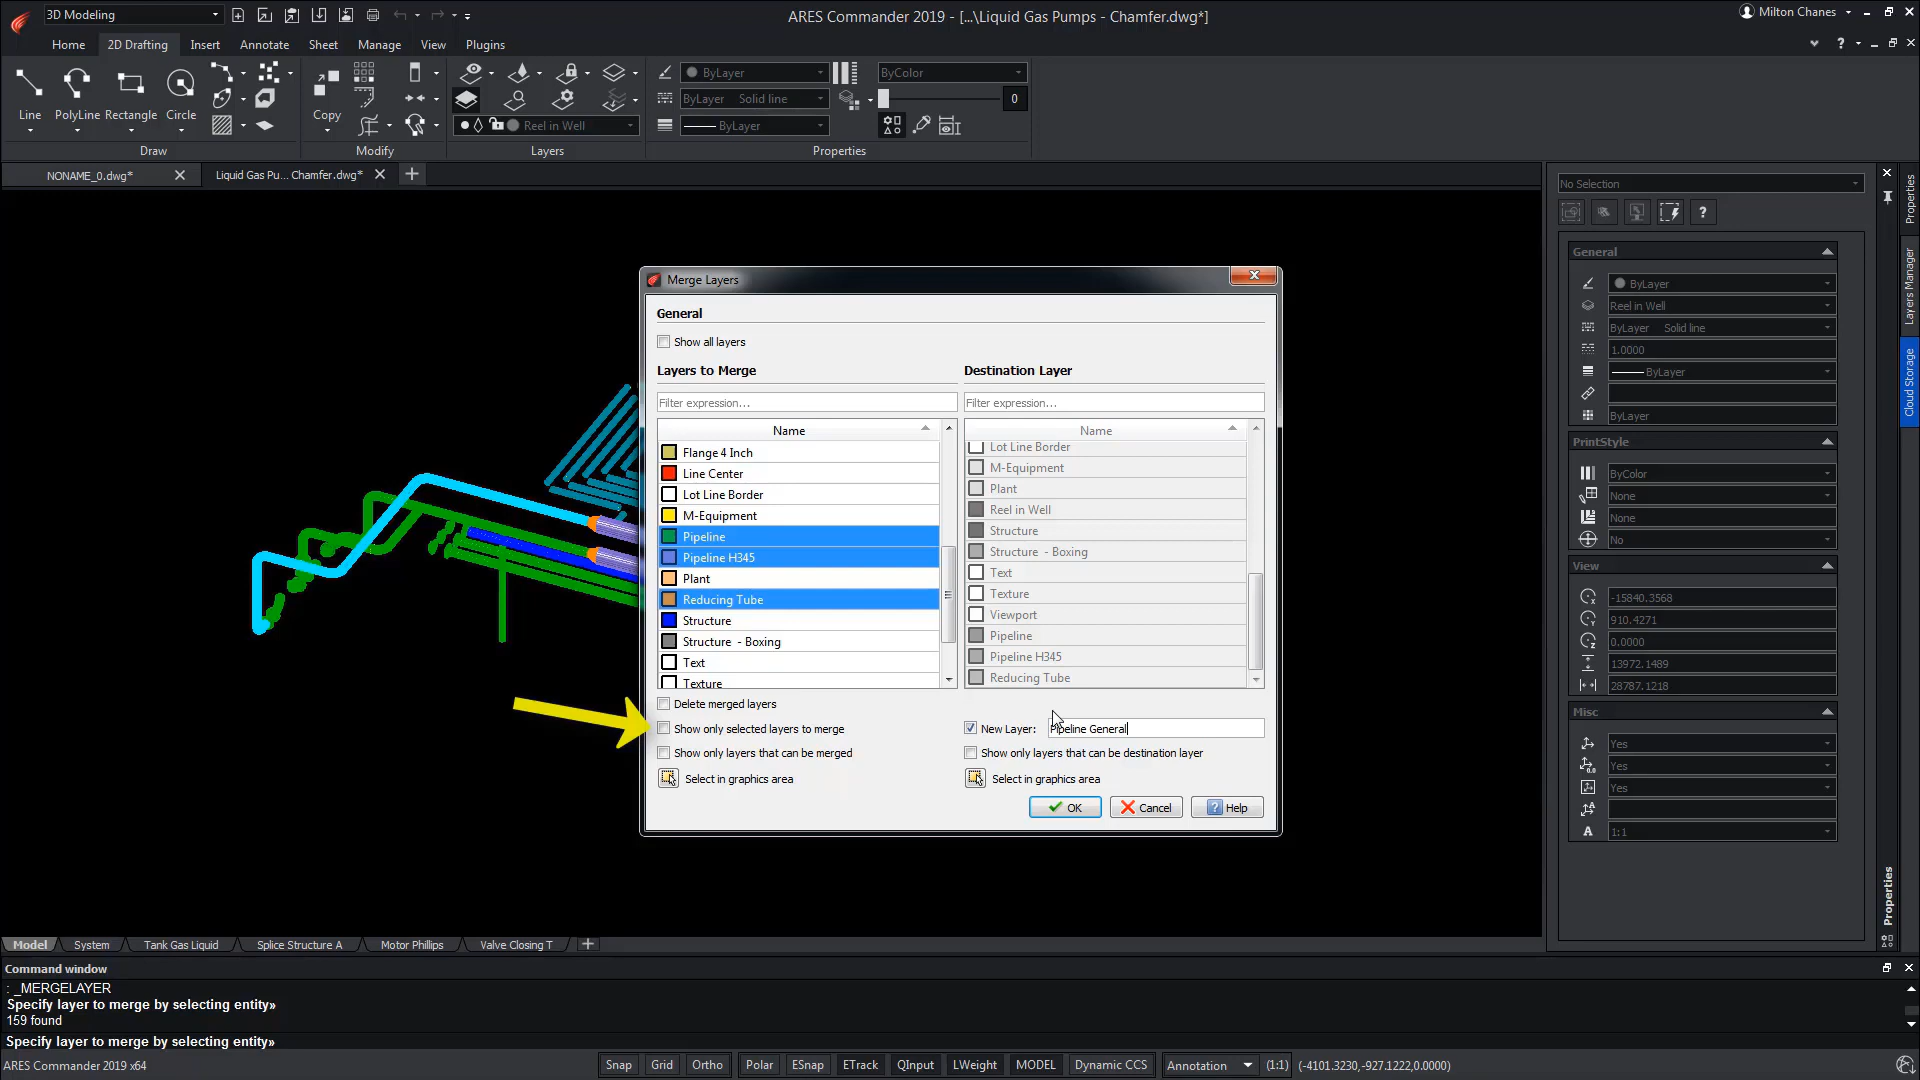 3D Modeling
ARES Commander 2019 - [...\Liquid Gas Pumps - Chamfer.dwg*]
Milton Chanes
Home 2D Drafting Insert Annotate Sheet Manage View Plugins
?
ByLayer
ByColor
ByLayer Solid line
0
Line PolyLine Rectangle Circle
Copy
Reel in Well
ByLayer
Draw Modify Layers Properties
NONAME_0.dwg*
Liquid Gas Pu... Chamfer.dwg*
No Selection
?
General
ByLayer
Reel in Well
ByLayer Solid line
1.0000
ByLayer
ByLayer
PrintStyle
ByColor
None
None
No
View
-15840.3568
910.4271
0.0000
13972.1489
28787.1218
Misc
Yes
Yes
Yes
1:1
Properties
Layers Manager
Cloud Storage
Properties
Merge Layers
General
Show all layers
Layers to Merge
Destination Layer
Filter expression...
Filter expression...
Name
Name
Flange 4 Inch
Line Center
Lot Line Border
M-Equipment
Pipeline
Pipeline H345
Plant
Reducing Tube
Structure
Structure - Boxing
Text
Texture
Lot Line Border
M-Equipment
Plant
Reel in Well
Structure
Structure - Boxing
Text
Texture
Viewport
Pipeline
Pipeline H345
Reducing Tube
Delete merged layers
Show only selected layers to merge
New Layer: Pipeline General
Show only layers that can be merged
Show only layers that can be destination layer
Select in graphics area
Select in graphics area
OK Cancel Help
Model System Tank Gas Liquid Splice Structure A Motor Phillips Valve Closing T
Command window
: _MERGELAYER
Specify layer to merge by selecting entity»
159 found
Specify layer to merge by selecting entity»
ARES Commander 2019 x64
Snap Grid Ortho Polar ESnap ETrack QInput LWeight MODEL Dynamic CCS Annotation (1:1) (-4101.3230,-927.1222,0.0000)